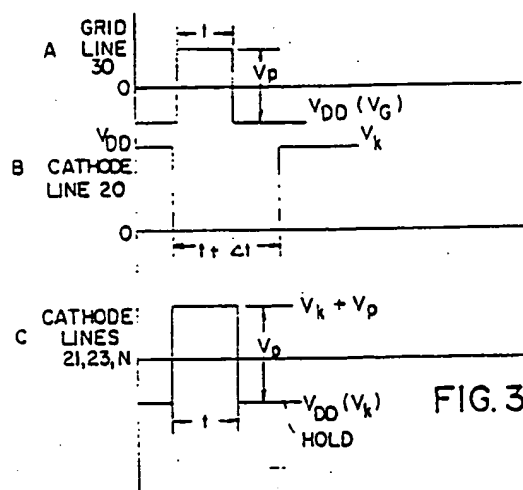 GRID
A LINE
30
t
Vp
0
VDD (VG)
VDD
Vk
B CATHODE
LINE 20
0
t + Δt
CATHODE
C LINES
21,23,N
Vk + Vp
Vp
t
VDD (Vk)
HOLD
FIG. 3